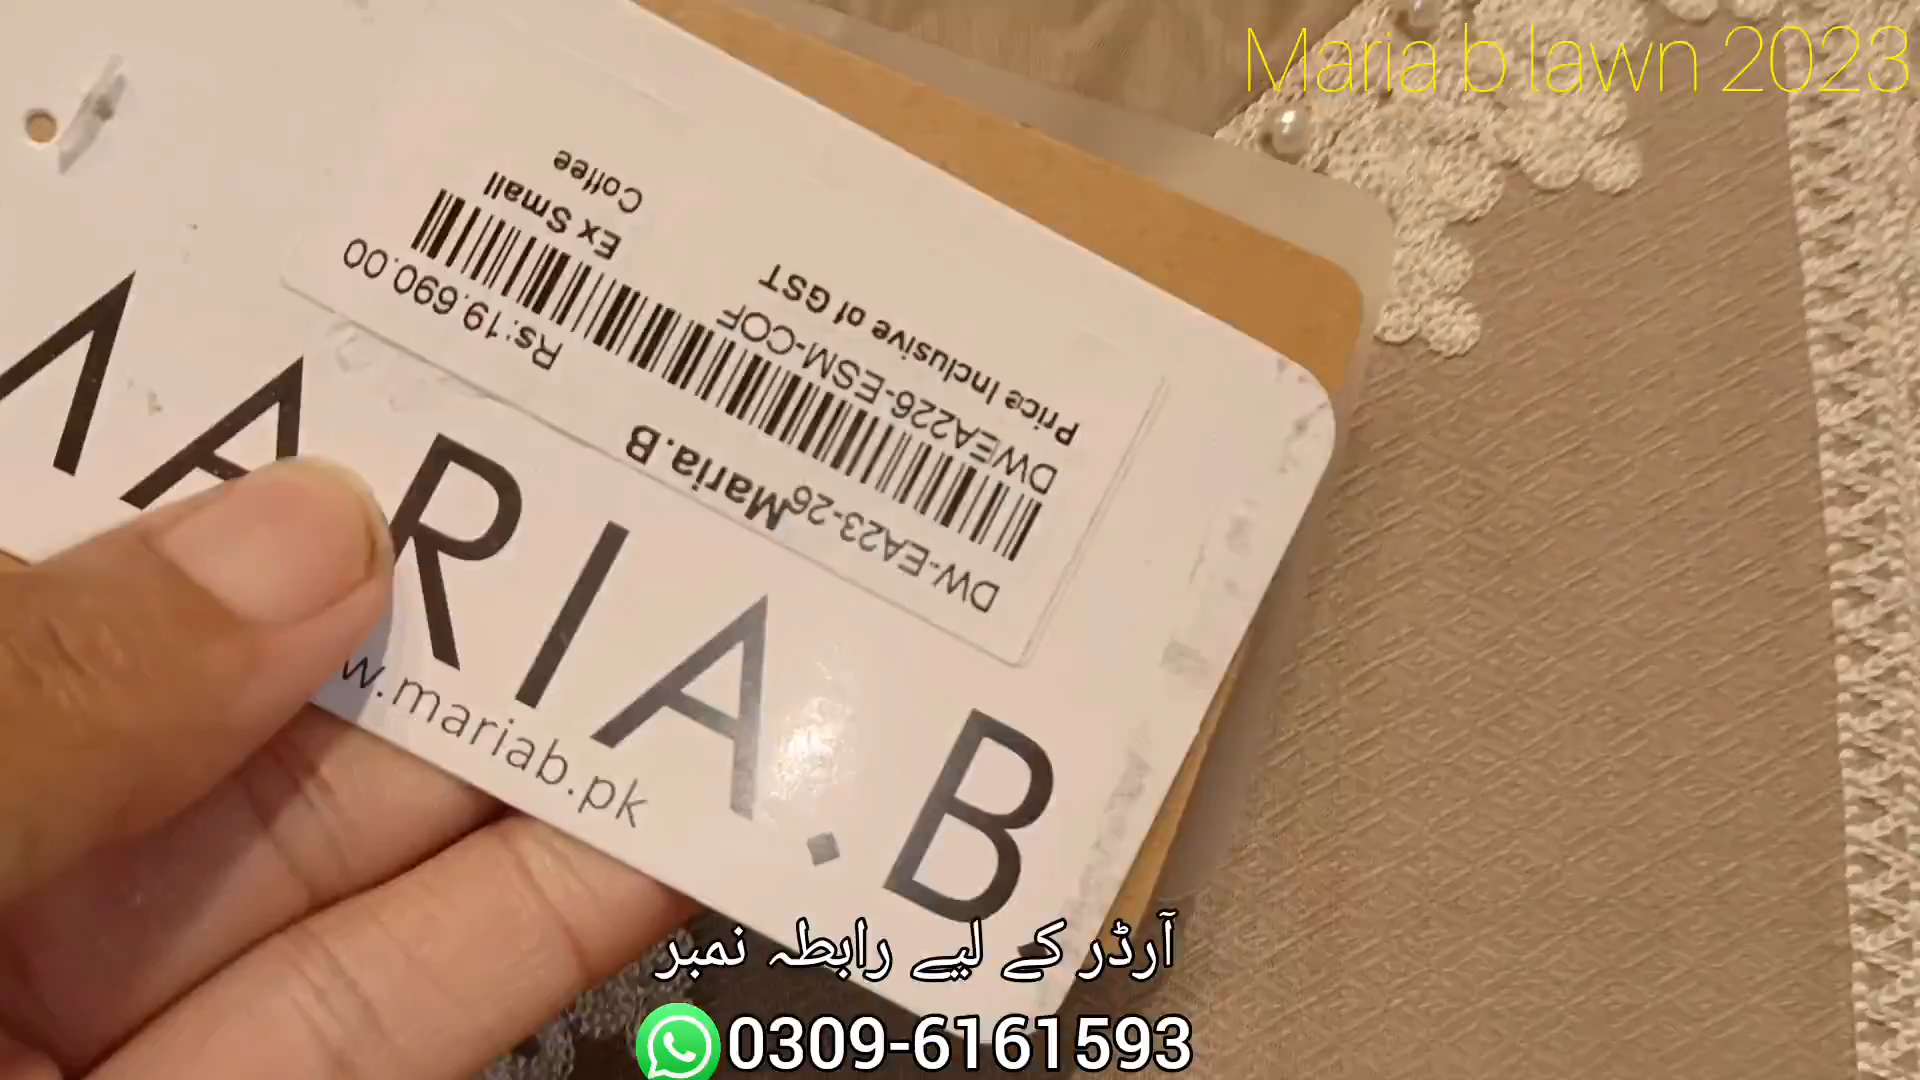 Maria b lawn 2023
DW-EA23-26
Maria.B
Rs:19,690.00
DWEA226-ESM-COF
Ex Small
Price Inclusive of GST
Coffee
MARIA.B
w.mariab.pk
آرڈر کے لیے رابطہ نمبر
0309-6161593